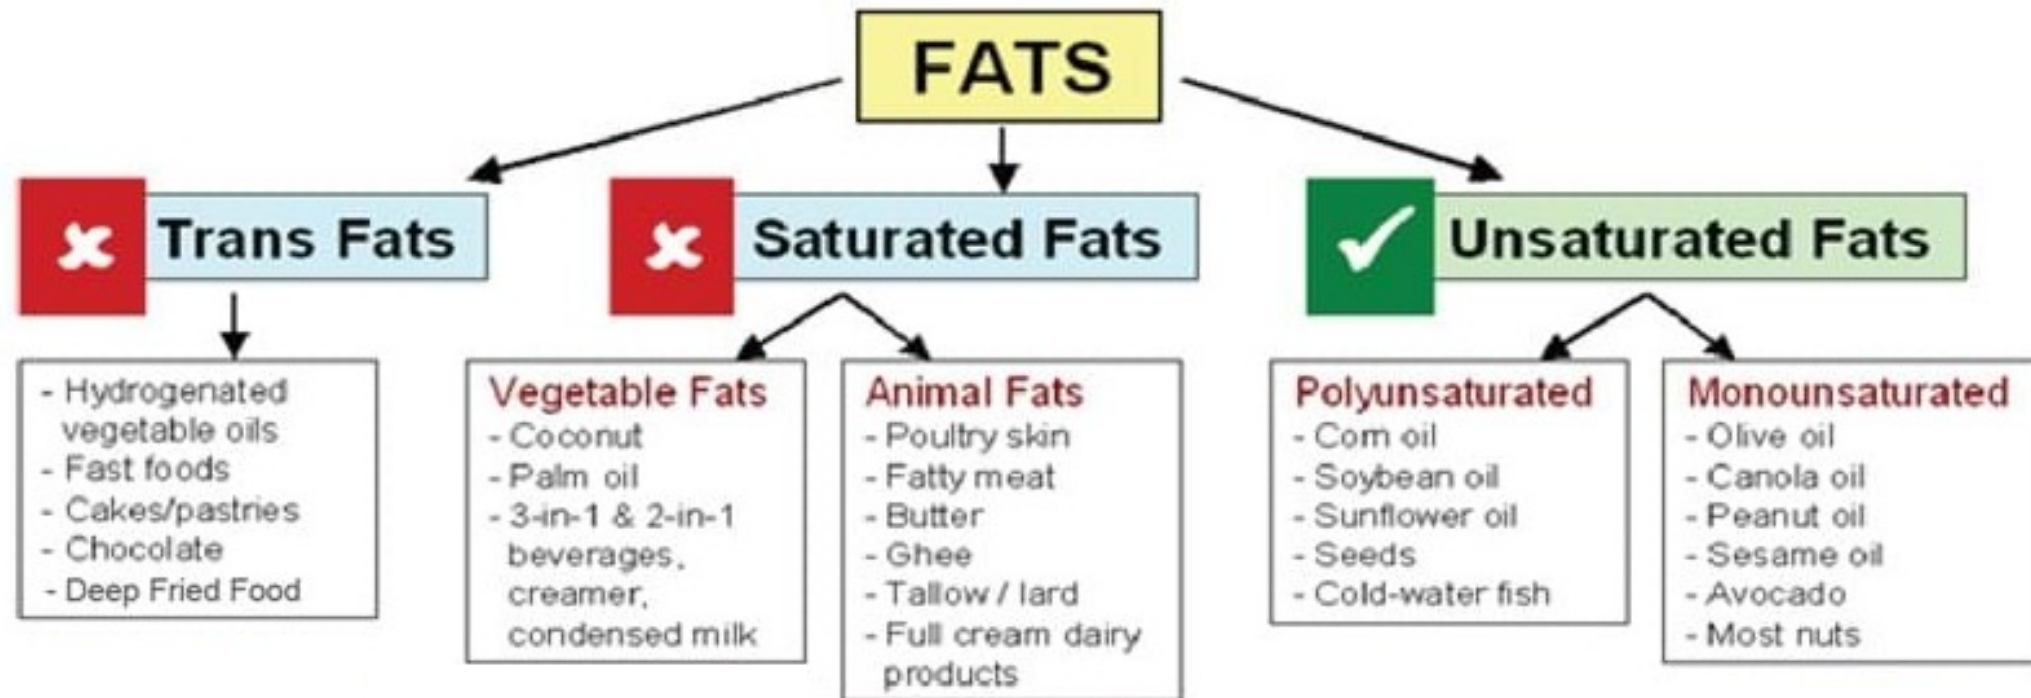 FATS
Trans Fats
Saturated Fats
Unsaturated Fats
- Hydrogenated
vegetable oils
- Fast foods
- Cakes/pastries
- Chocolate
- Deep Fried Food
Vegetable Fats
- Coconut
- Palm oil
- 3-in-1 & 2-in-1
beverages,
creamer,
condensed milk
Animal Fats
- Poultry skin
- Fatty meat
- Butter
- Ghee
- Tallow / lard
- Full cream dairy
products
Polyunsaturated
- Corn oil
- Soybean oil
- Sunflower oil
- Seeds
- Cold-water fish
Monounsaturated
- Olive oil
- Canola oil
- Peanut oil
- Sesame oil
- Avocado
- Most nuts